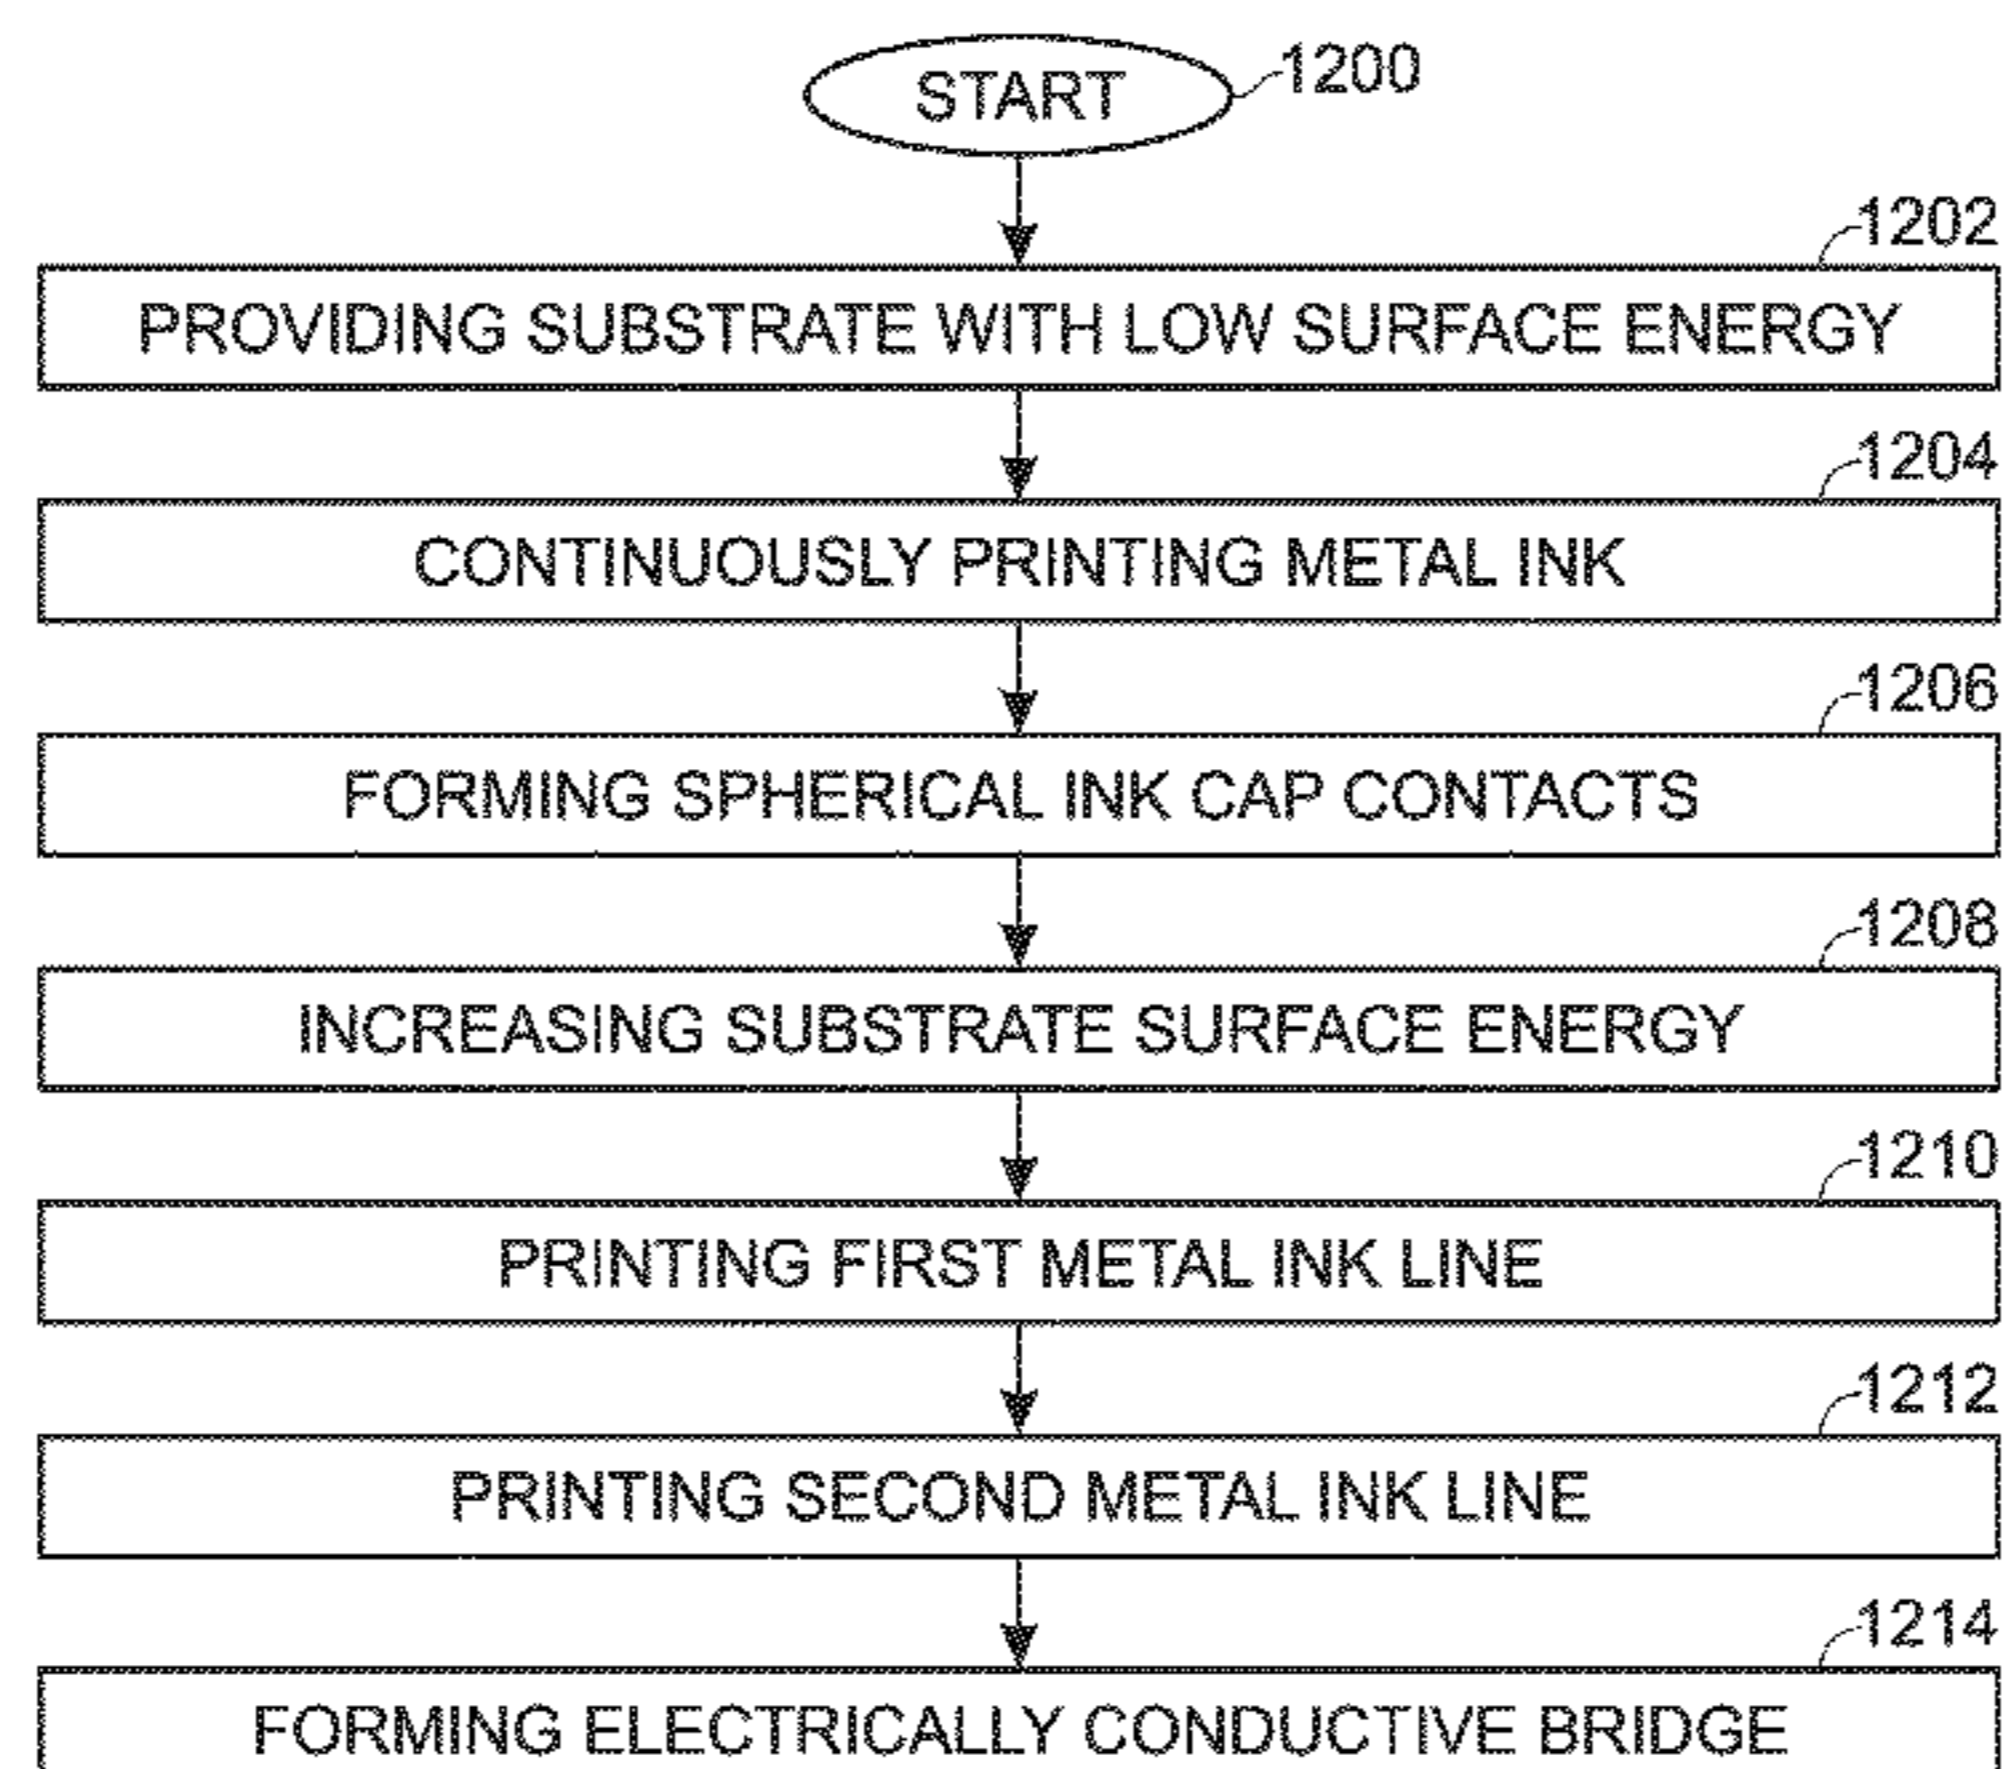 START
1200
1202
PROVIDING SUBSTRATE WITH LOW SURFACE ENERGY
1204
CONTINUOUSLY PRINTING METAL INK
1206
FORMING SPHERICAL INK CAP CONTACTS
1208
INCREASING SUBSTRATE SURFACE ENERGY
1210
PRINTING FIRST METAL INK LINE
1212
PRINTING SECOND METAL INK LINE
1214
FORMING ELECTRICALLY CONDUCTIVE BRIDGE